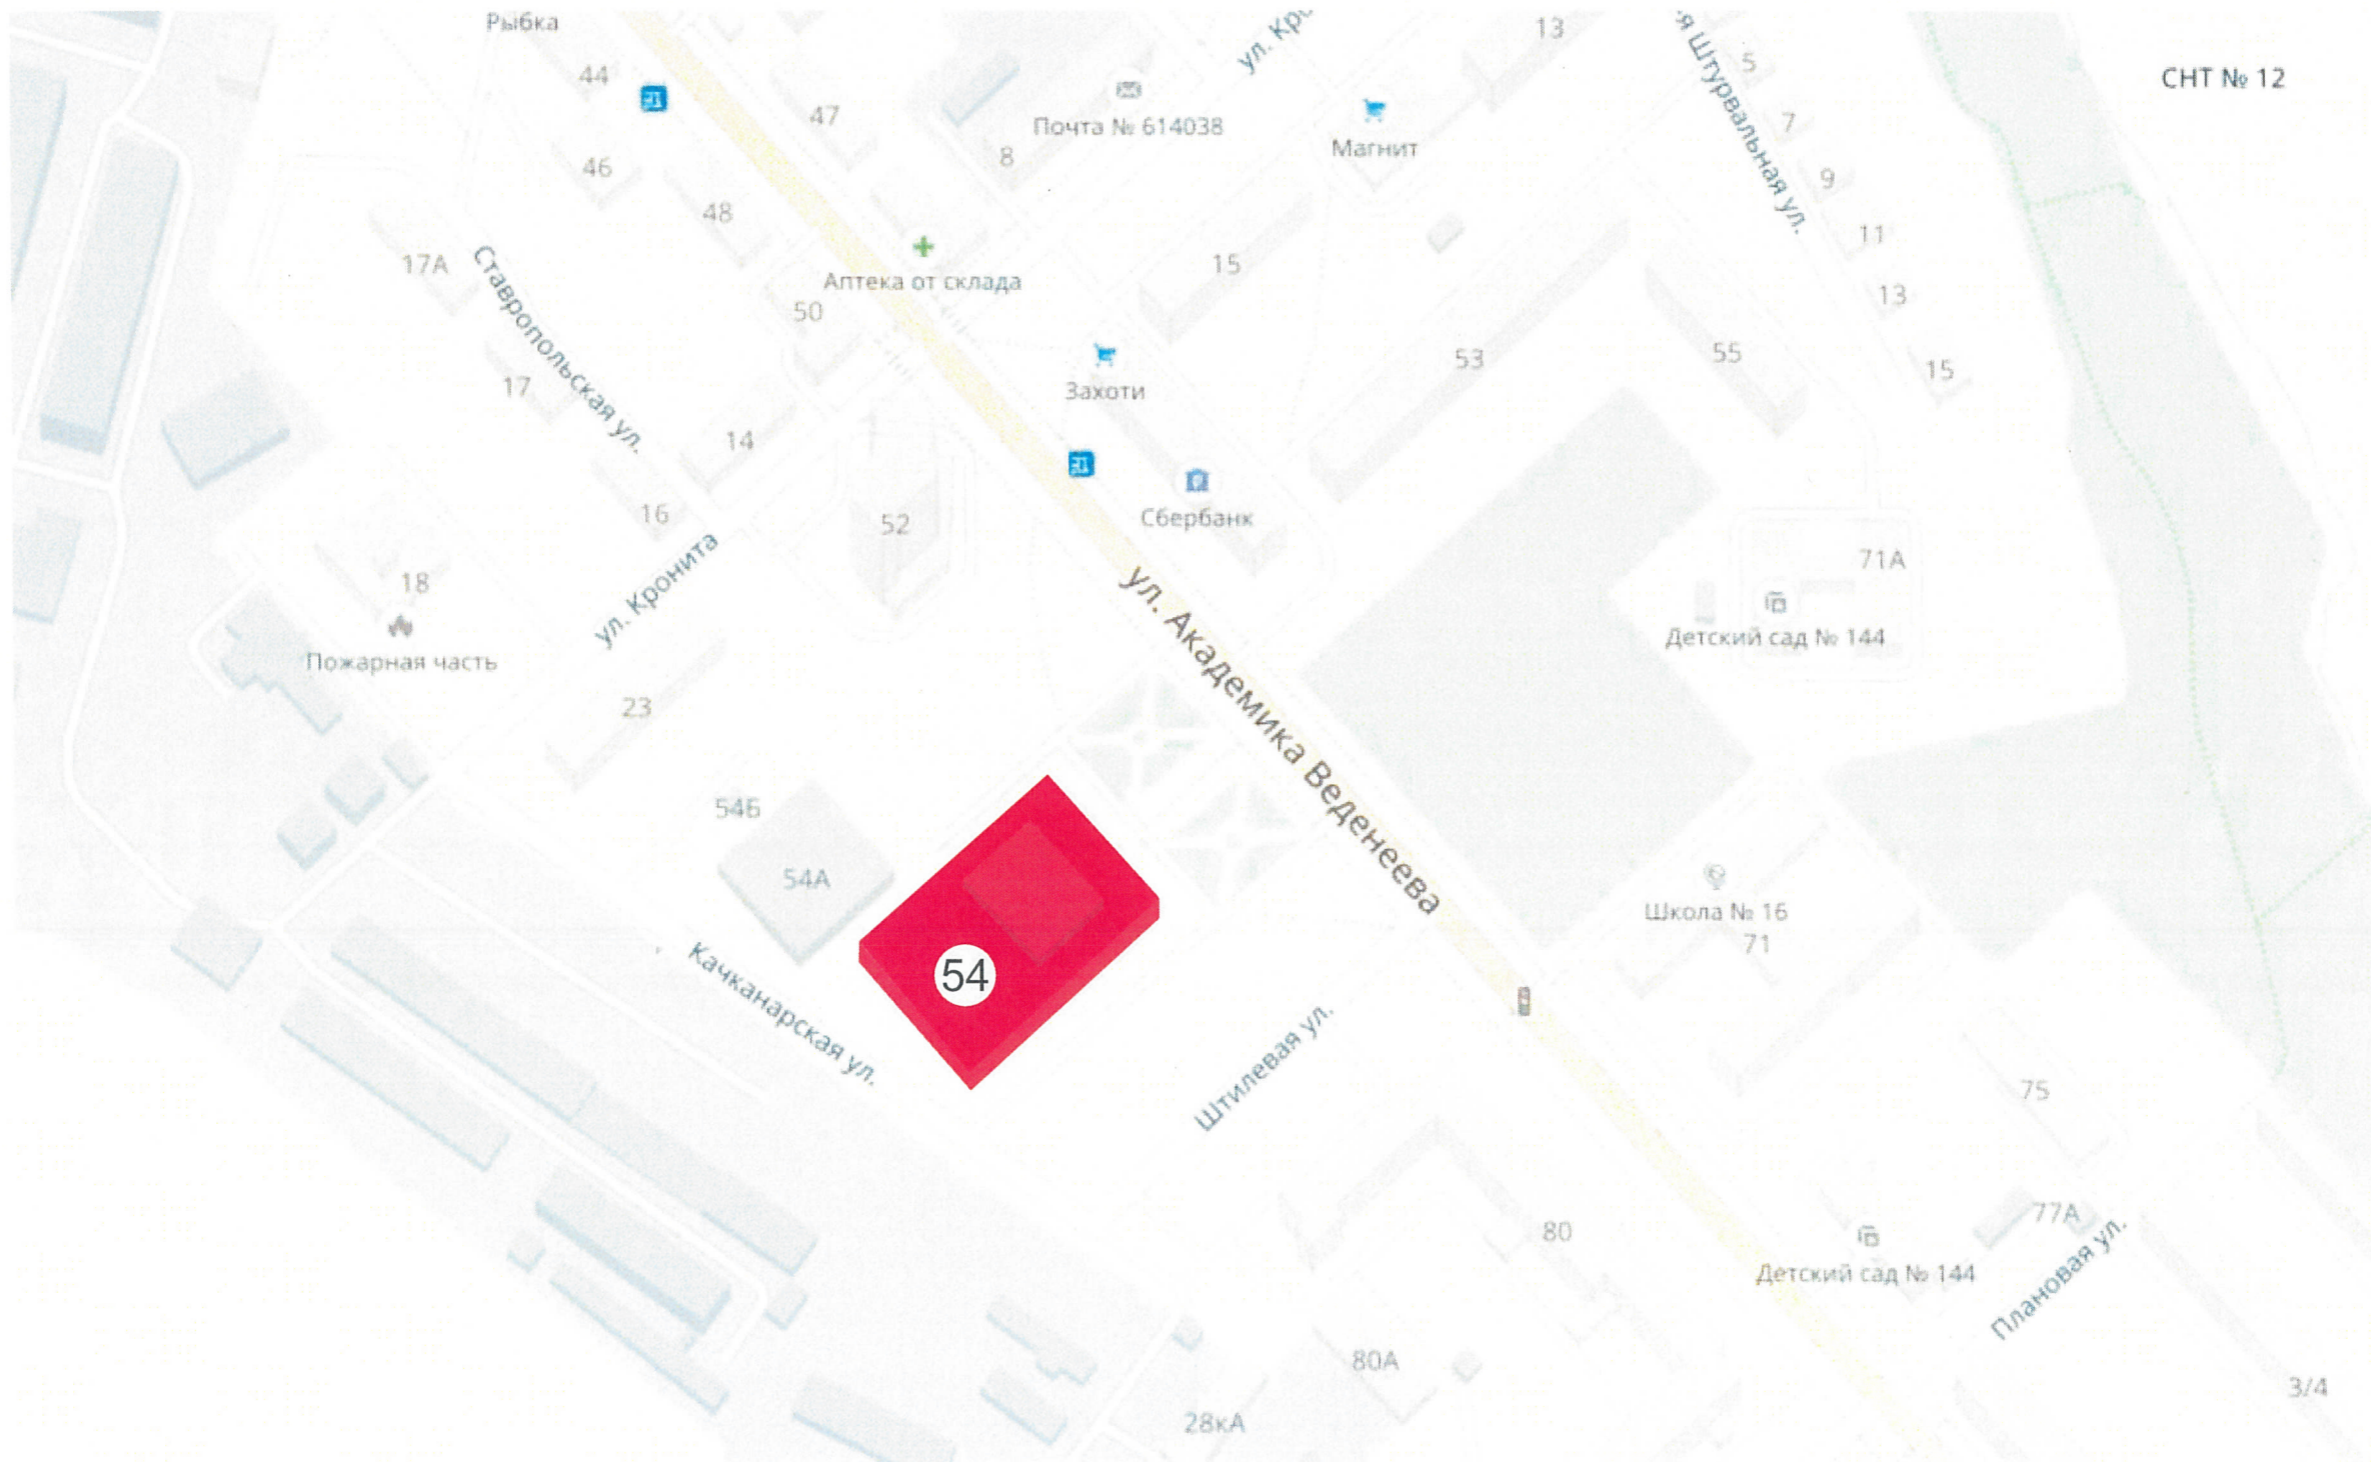 Рыбка
13
5
СНТ № 12
44
ул. Кро
я Штурвальная ул.
47
Почта № 614038
7
8
Магнит
46
9
48
11
17А
Ставропольская ул.
Аптека от склада
15
13
50
53
55
15
17
Захоти
14
16
52
Сбербанк
71А
18
ул. Кронита
ул. Академика Веденеева
Детский сад № 144
Пожарная часть
23
54Б
54А
Школа № 16
71
54
Качканарская ул.
Штилевая ул.
75
80
77А
Детский сад № 144
Плановая ул.
80А
3/4
28кА